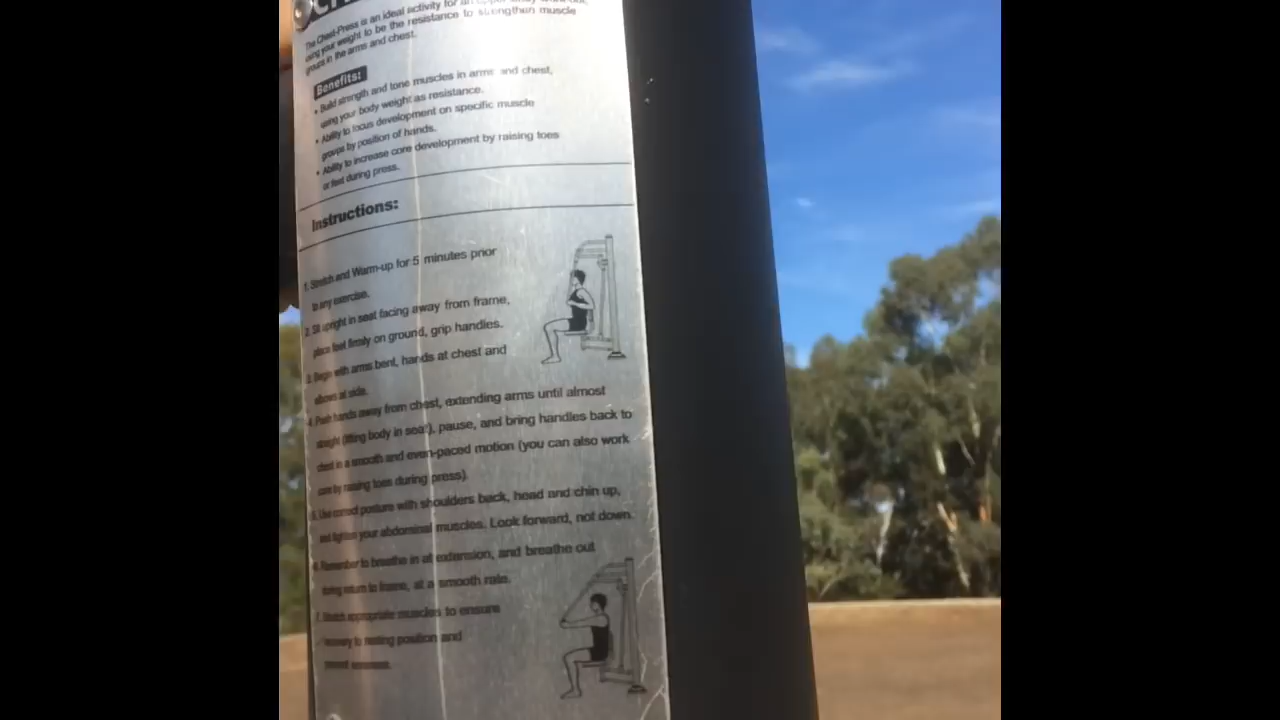 The Chest-Press is an ideal activity for an upper body
using your weight to be the resistance to strengthen muscle
groups in the arms and chest.
Benefits:
• Build strength and tone muscles in arms and chest,
using your body weight as resistance.
• Ability to focus development on specific muscle
groups by position of hands.
• Ability to increase core development by raising toes
or feet during press.
Instructions:
1. Stretch and Warm-up for 5 minutes prior
to any exercise.
2. Sit upright in seat facing away from frame,
place feet firmly on ground, grip handles.
3. Begin with arms bent, hands at chest and
elbows at side.
4. Push hands away from chest, extending arms until almost
straight (lifting body in seat), pause, and bring handles back to
chest in a smooth and even-paced motion (you can also work
core by raising toes during press).
5. Use correct posture with shoulders back, head and chin up,
and tighten your abdominal muscles. Look forward, not down.
6. Remember to breathe in at extension, and breathe out
during return to frame, at a smooth rate.
7. Stretch appropriate muscles to ensure
recovery to resting position and
prevent soreness.